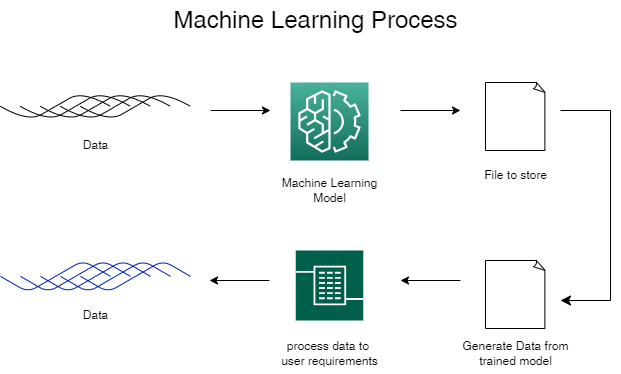 Machine Learning Process
Data
Machine Learning
Model
File to store
Data
process data to
user requirements
Generate Data from
trained model